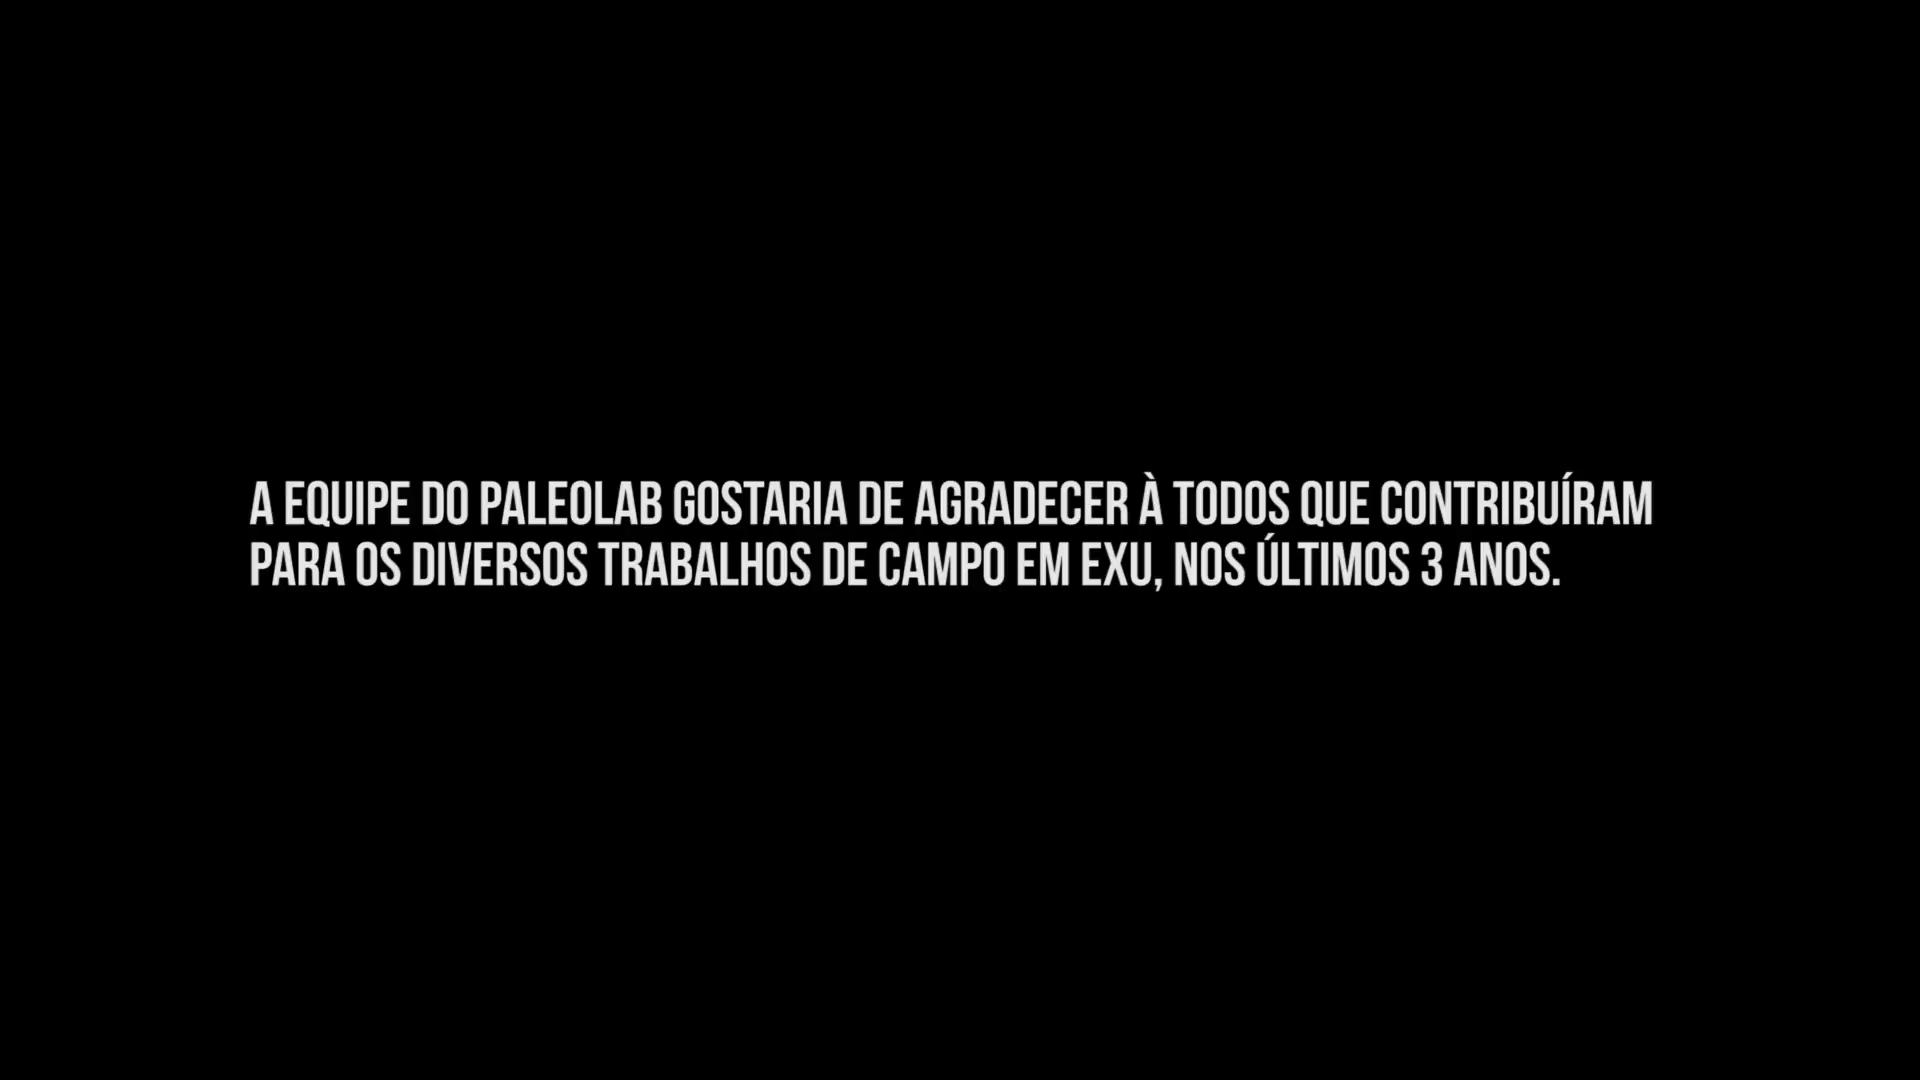 A EQUIPE DO PALEOLAB GOSTARIA DE AGRADECER À TODOS QUE CONTRIBUÍRAM
PARA OS DIVERSOS TRABALHOS DE CAMPO EM EXU, NOS ÚLTIMOS 3 ANOS.